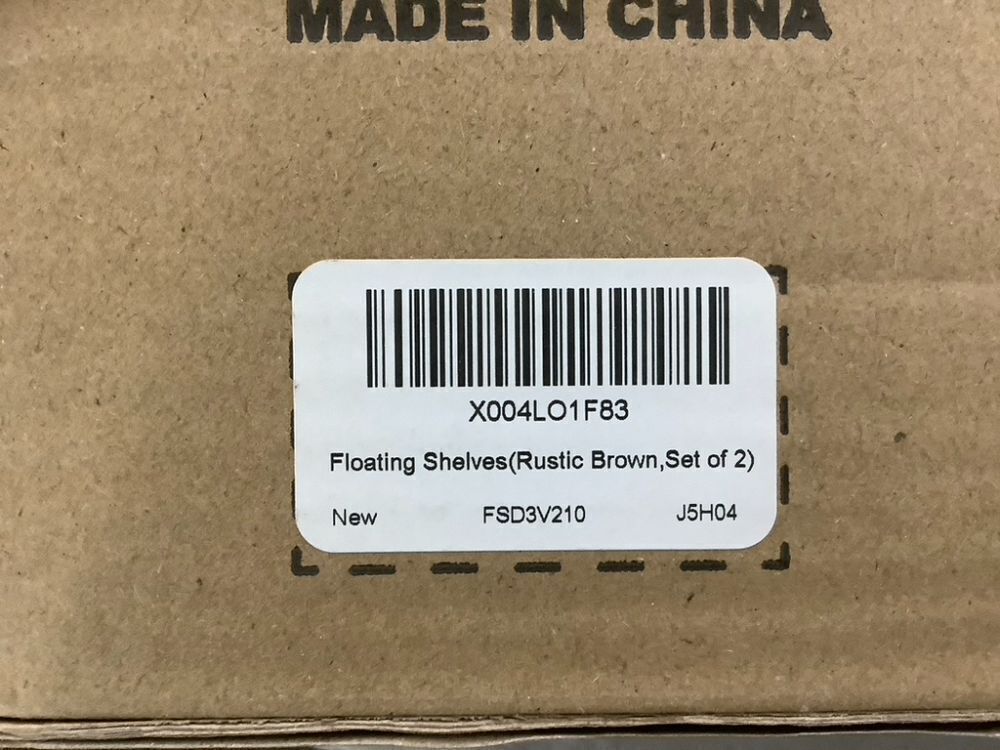 MADE IN CHINA
X004LO1F83
Floating Shelves(Rustic Brown,Set of 2)
New FSD3V210 J5H04